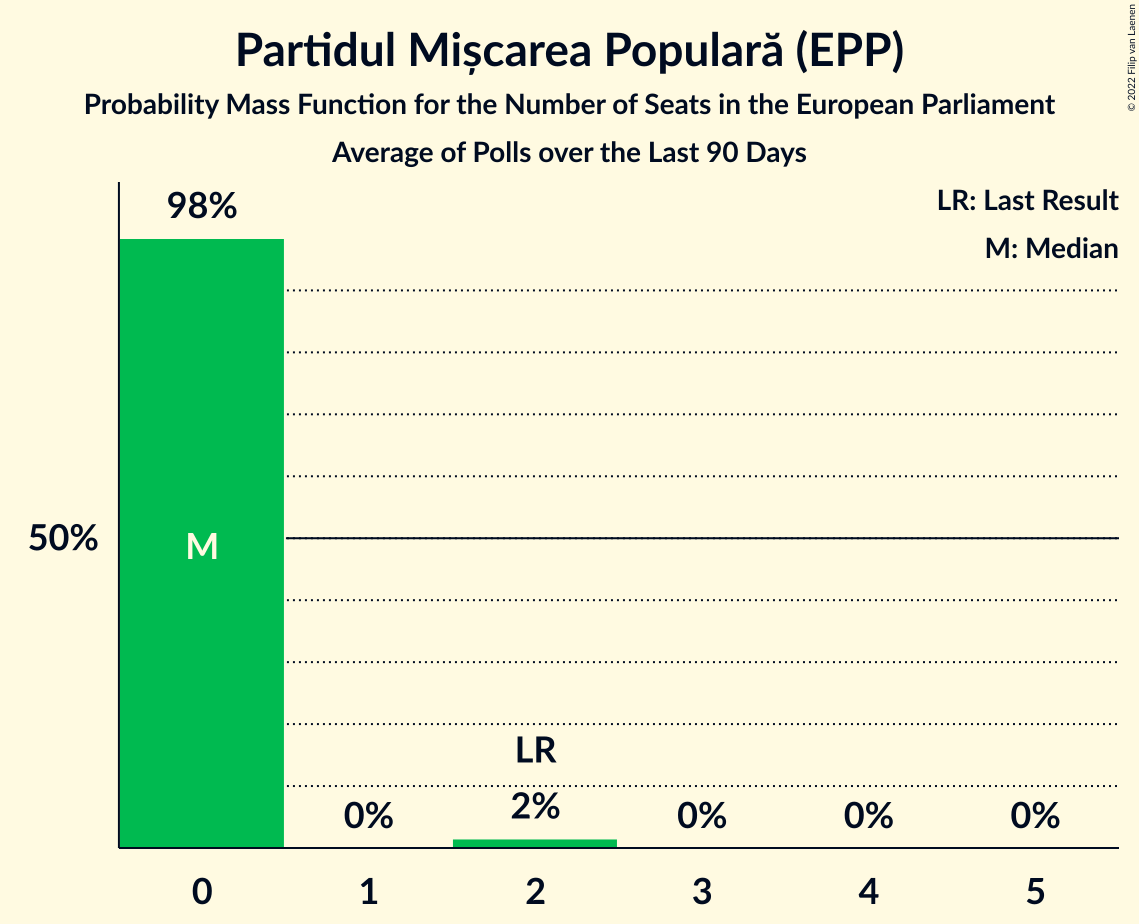 Partidul Mișcarea Populară (EPP)
Probability Mass Function for the Number of Seats in the European Parliament
Average of Polls over the Last 90 Days
© 2022 Filip van Laenen
LR: Last Result
M: Median
98%
50%
M
LR
0%
2%
0%
0%
0%
0
1
2
3
4
5